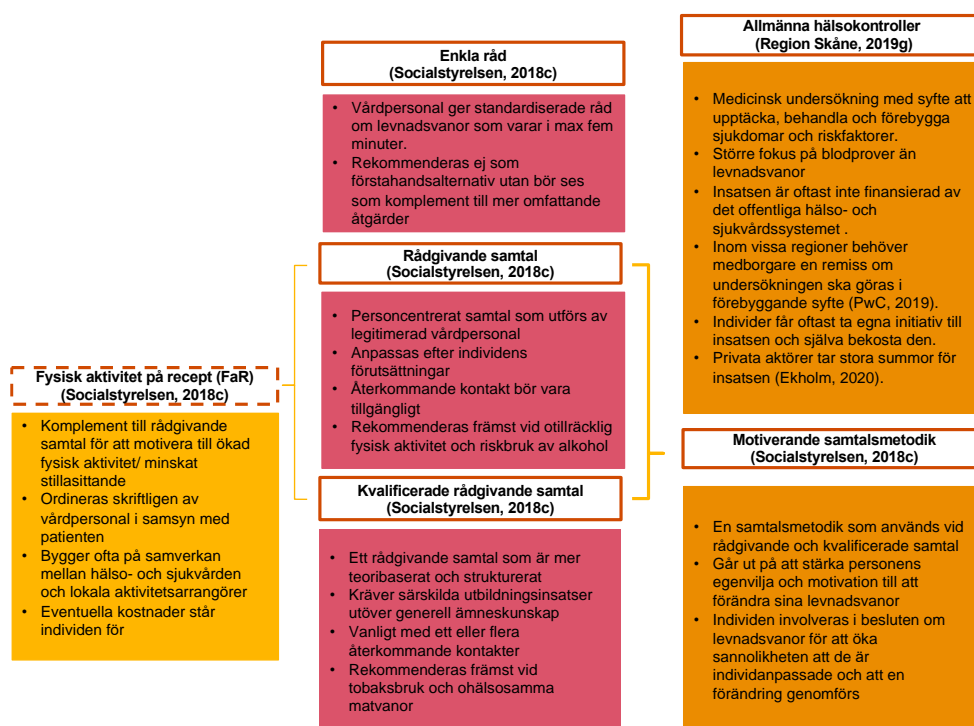 Fysisk aktivitet på recept (FaR)
(Socialstyrelsen, 2018c)
• Komplement till rådgivande
samtal för att motivera till ökad
fysisk aktivitet/ minskat
stillasittande
• Ordineras skriftligen av
vårdpersonal i samsyn med
patienten
• Bygger ofta på samverkan
mellan hälso- och sjukvården
och lokala aktivitetsarrangörer
• Eventuella kostnader står
individen för
Enkla råd
(Socialstyrelsen, 2018c)
• Vårdpersonal ger standardiserade råd
om levnadsvanor som varar i max fem
minuter.
• Rekommenderas ej som
förstahandsalternativ utan bör ses
som komplement till mer omfattande
åtgärder
Rådgivande samtal
(Socialstyrelsen, 2018c)
• Personcentrerat samtal som utförs av
legitimerad vårdpersonal
• Anpassas efter individens
förutsättningar
• Återkommande kontakt bör vara
tillgängligt
• Rekommenderas främst vid otillräcklig
fysisk aktivitet och riskbruk av alkohol
Kvalificerade rådgivande samtal
(Socialstyrelsen, 2018c)
• Ett rådgivande samtal som är mer
teoribaserat och strukturerat
• Kräver särskilda utbildningsinsatser
utöver generell ämneskunskap
• Vanligt med ett eller flera
återkommande kontakter
• Rekommenderas främst vid
tobaksbruk och ohälsosamma
matvanor
Allmänna hälsokontroller
(Region Skåne, 2019g)
• Medicinsk undersökning med syfte att
upptäcka, behandla och förebygga
sjukdomar och riskfaktorer.
• Större fokus på blodprover än
levnadsvanor
• Insatsen är oftast inte finansierad av
det offentliga hälso- och
sjukvårdssystemet .
• Inom vissa regioner behöver
medborgare en remiss om
undersökningen ska göras i
förebyggande syfte (PwC, 2019).
• Individer får oftast ta egna initiativ till
insatsen och själva bekosta den.
• Privata aktörer tar stora summor för
insatsen (Ekholm, 2020).
Motiverande samtalsmetodik
(Socialstyrelsen, 2018c)
• En samtalsmetodik som används vid
rådgivande och kvalificerade samtal
• Går ut på att stärka personens
egenvilja och motivation till att
förändra sina levnadsvanor
• Individen involveras i besluten om
levnadsvanor för att öka
sannolikheten att de är
individanpassade och att en
förändring genomförs